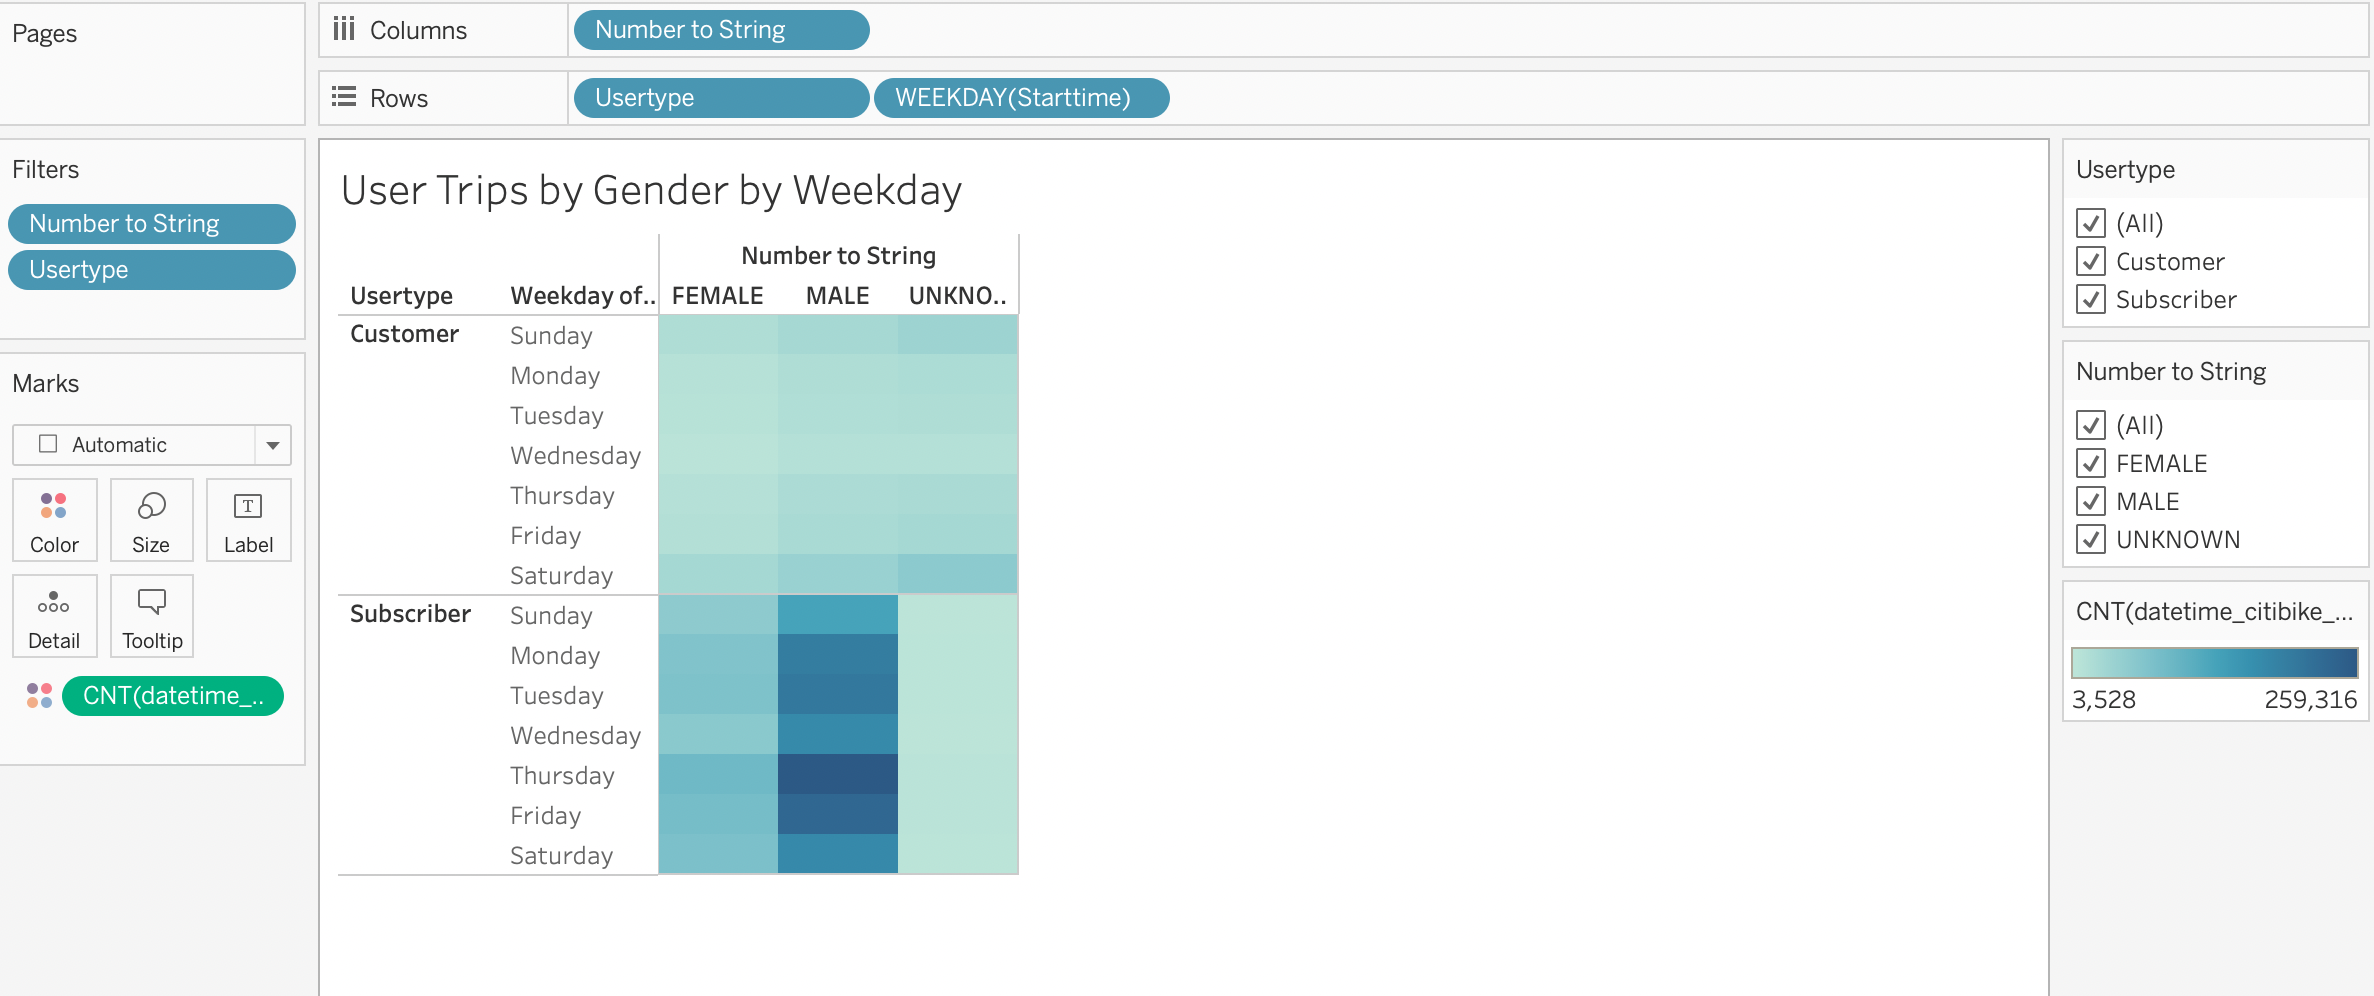 Pages
Columns
Number to String
Rows
Usertype
WEEKDAY(Starttime)
Filters
Number to String
Usertype
Marks
Automatic
Color
Size
T
Label
Detail
Tooltip
CNT(datetime_..
User Trips by Gender by Weekday
Number to String
Usertype Weekday of.. FEMALE MALE UNKNO..
Customer Sunday
Monday
Tuesday
Wednesday
Thursday
Friday
Saturday
Subscriber Sunday
Monday
Tuesday
Wednesday
Thursday
Friday
Saturday
Usertype
(All)
Customer
Subscriber
Number to String
(All)
FEMALE
MALE
UNKNOWN
CNT(datetime_citibike_...
3,528 259,316